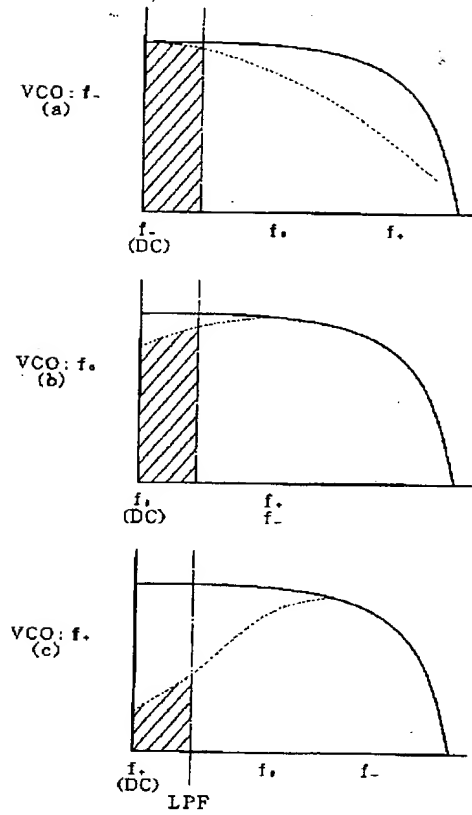 VCO: f₋
(a)
f₋ f₀ f₊
(DC)
VCO: f₀
(b)
f₀ f₊
(DC) f₋
VCO: f₊
(c)
f₊ f₀ f₋
(DC)
LPF